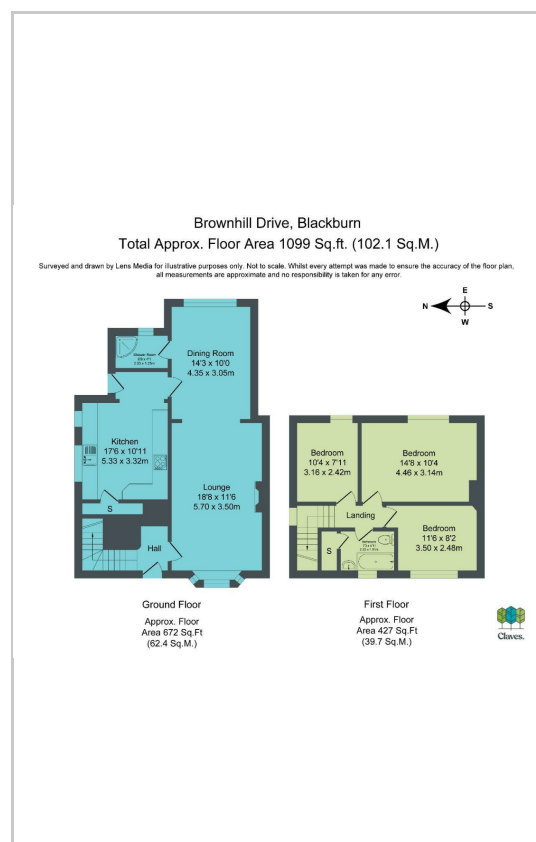 Brownhill Drive, Blackburn
Total Approx. Floor Area 1099 Sq.ft. (102.1 Sq.M.)
Surveyed and drawn by Lens Media for illustrative purposes only. Not to scale. Whilst every attempt was made to ensure the accuracy of the floor plan,
all measurements are approximate and no responsibility is taken for any error.
E
N
S
W
Shower Room
Dining Room
14'3 x 10'0
4.35 x 3.05m
Kitchen
17'6 x 10'11
5.33 x 3.32m
Lounge
18'8 x 11'6
5.70 x 3.50m
S
Hall
Ground Floor
Approx. Floor
Area 672 Sq.Ft
(62.4 Sq.M.)
Bedroom
10'4 x 7'11
3.16 x 2.42m
Bedroom
14'8 x 10'4
4.46 x 3.14m
Landing
Bedroom
11'6 x 8'2
3.50 x 2.48m
Bathroom
S
First Floor
Approx. Floor
Area 427 Sq.Ft
(39.7 Sq.M.)
Claves.